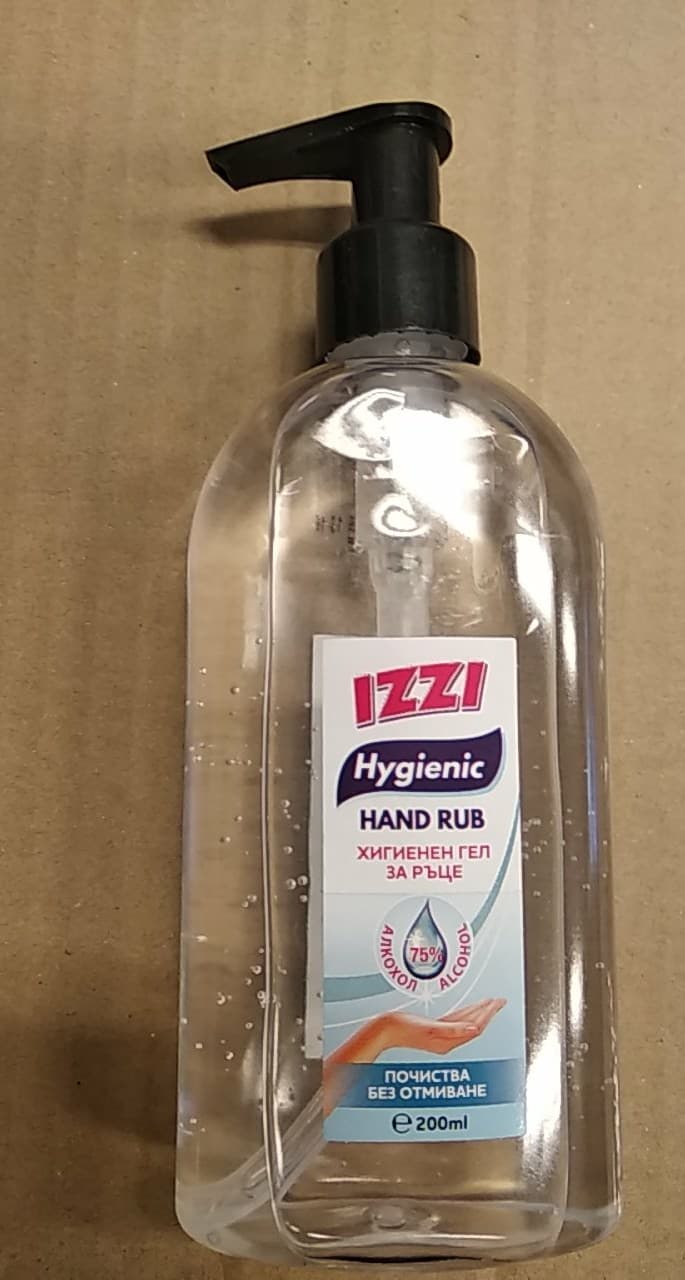 IZZI
Hygienic
HAND RUB
ХИГИЕНЕН ГЕЛ
ЗА РЪЦЕ
75%
АЛКОХОЛ ALCOHOL
ПОЧИСТВА
БЕЗ ОТМИВАНЕ
℮ 200ml